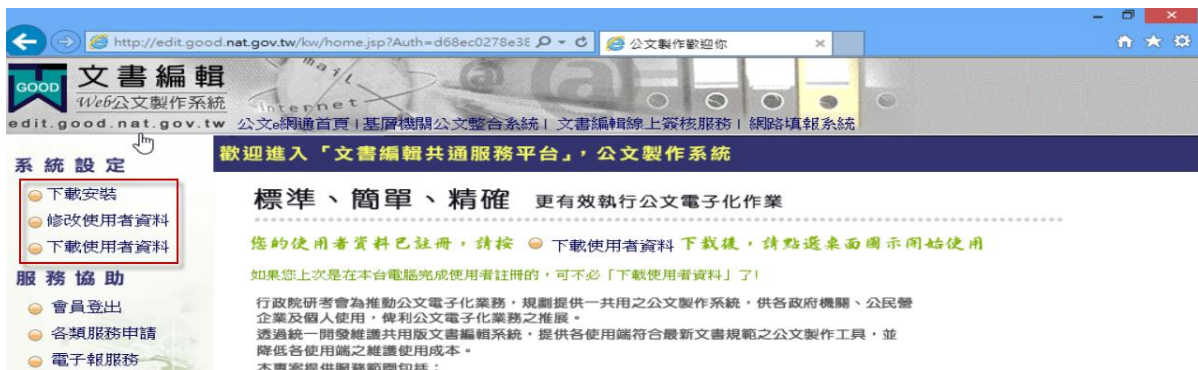 http://edit.good.nat.gov.tw/kw/home.jsp?Auth=d68ec0278e38
公文製作歡迎你
GOOD
文書編輯
Web公文製作系統
edit.good.nat.gov.tw
mail
internet
公文e網通首頁 | 基層機關公文整合系統 | 文書編輯線上簽核服務 | 網路填報系統
歡迎進入「文書編輯共通服務平台」，公文製作系統
系統設定
下載安裝
修改使用者資料
下載使用者資料
服務協助
會員登出
各類服務申請
電子報服務
標準、簡單、精確 更有效執行公文電子化作業
您的使用者資料已註冊，請按 下載使用者資料 下載後，請點選桌面圖示開始使用
如果您上次是在本台電腦完成使用者註冊的，可不必「下載使用者資料」了!
行政院研考會為推動公文電子化業務，規劃提供一共用之公文製作系統，供各政府機關、公民營
企業及個人使用，俾利公文電子化業務之推展。
透過統一開發維護共用版文書編輯系統，提供各使用端符合最新文書規範之公文製作工具，並
降低各使用端之維護使用成本。
本專案提供服務範圍包括：